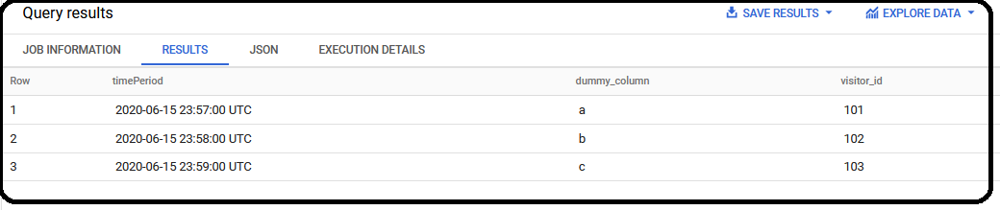 Query results SAVE RESULTS EXPLORE DATA
JOB INFORMATION RESULTS JSON EXECUTION DETAILS
Row timePeriod dummy_column visitor_id
1 2020-06-15 23:57:00 UTC a 101
2 2020-06-15 23:58:00 UTC b 102
3 2020-06-15 23:59:00 UTC c 103